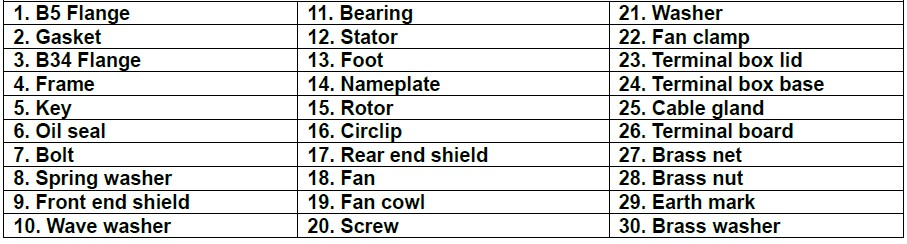 1. B5 Flange 11. Bearing 21. Washer
2. Gasket 12. Stator 22. Fan clamp
3. B34 Flange 13. Foot 23. Terminal box lid
4. Frame 14. Nameplate 24. Terminal box base
5. Key 15. Rotor 25. Cable gland
6. Oil seal 16. Circlip 26. Terminal board
7. Bolt 17. Rear end shield 27. Brass net
8. Spring washer 18. Fan 28. Brass nut
9. Front end shield 19. Fan cowl 29. Earth mark
10. Wave washer 20. Screw 30. Brass washer